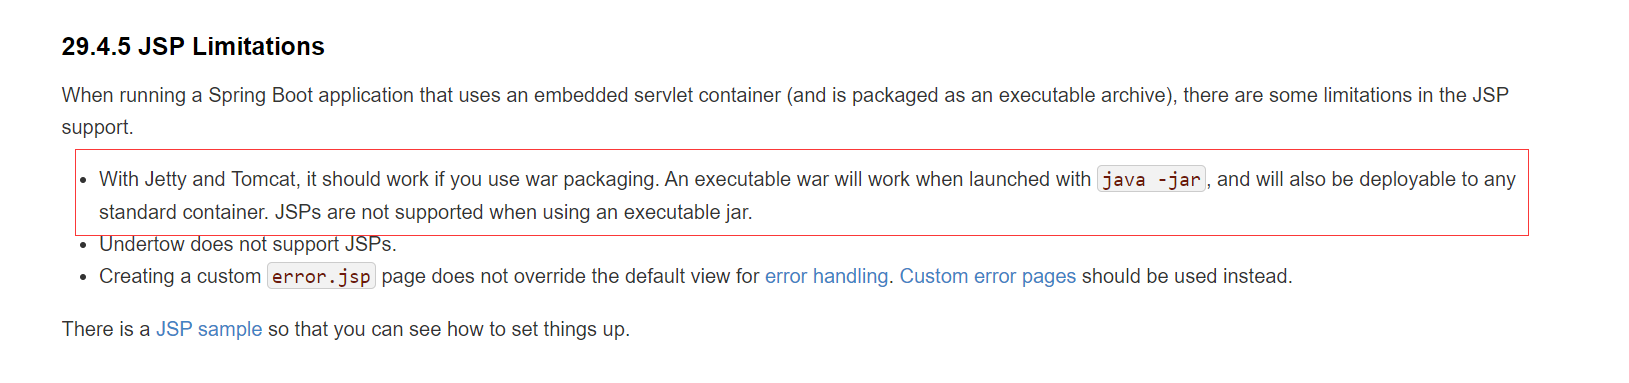 29.4.5 JSP Limitations
When running a Spring Boot application that uses an embedded servlet container (and is packaged as an executable archive), there are some limitations in the JSP
support.
• With Jetty and Tomcat, it should work if you use war packaging. An executable war will work when launched with java -jar, and will also be deployable to any
standard container. JSPs are not supported when using an executable jar.
• Undertow does not support JSPs.
• Creating a custom error.jsp page does not override the default view for error handling. Custom error pages should be used instead.
There is a JSP sample so that you can see how to set things up.